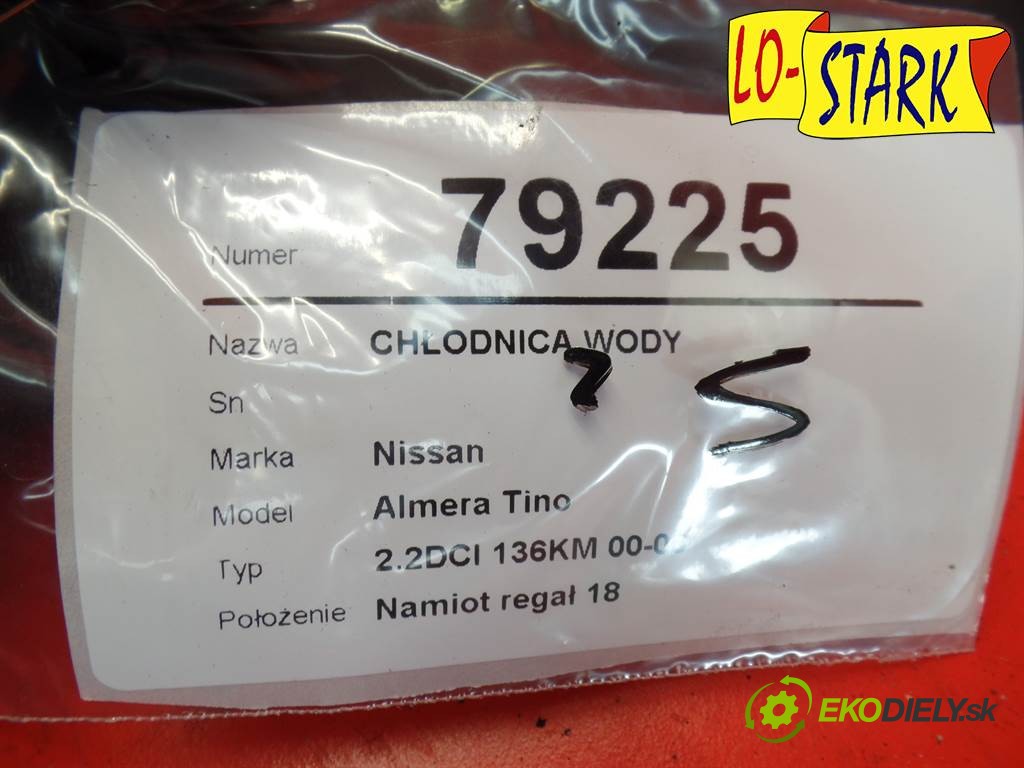 LO-STARK
Numer: 79225
Nazwa CHŁODNICA WODY
Sn
Marka Nissan
Model Almera Tino
Typ 2.2DCI 136KM
Położenie Namiot regał 18
EKODIELY.sk